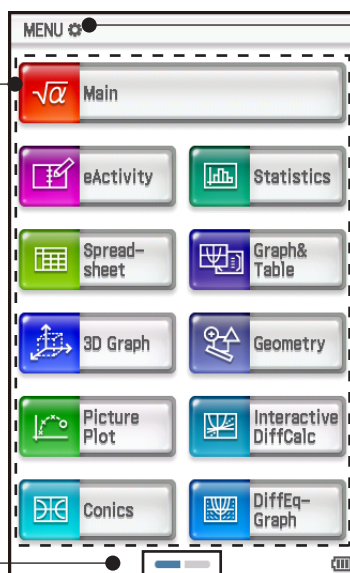 MENU
√α Main
eActivity
Statistics
Spread-
sheet
Graph&
Table
3D Graph
Geometry
Picture
Plot
Interactive
DiffCalc
Conics
DiffEq-
Graph